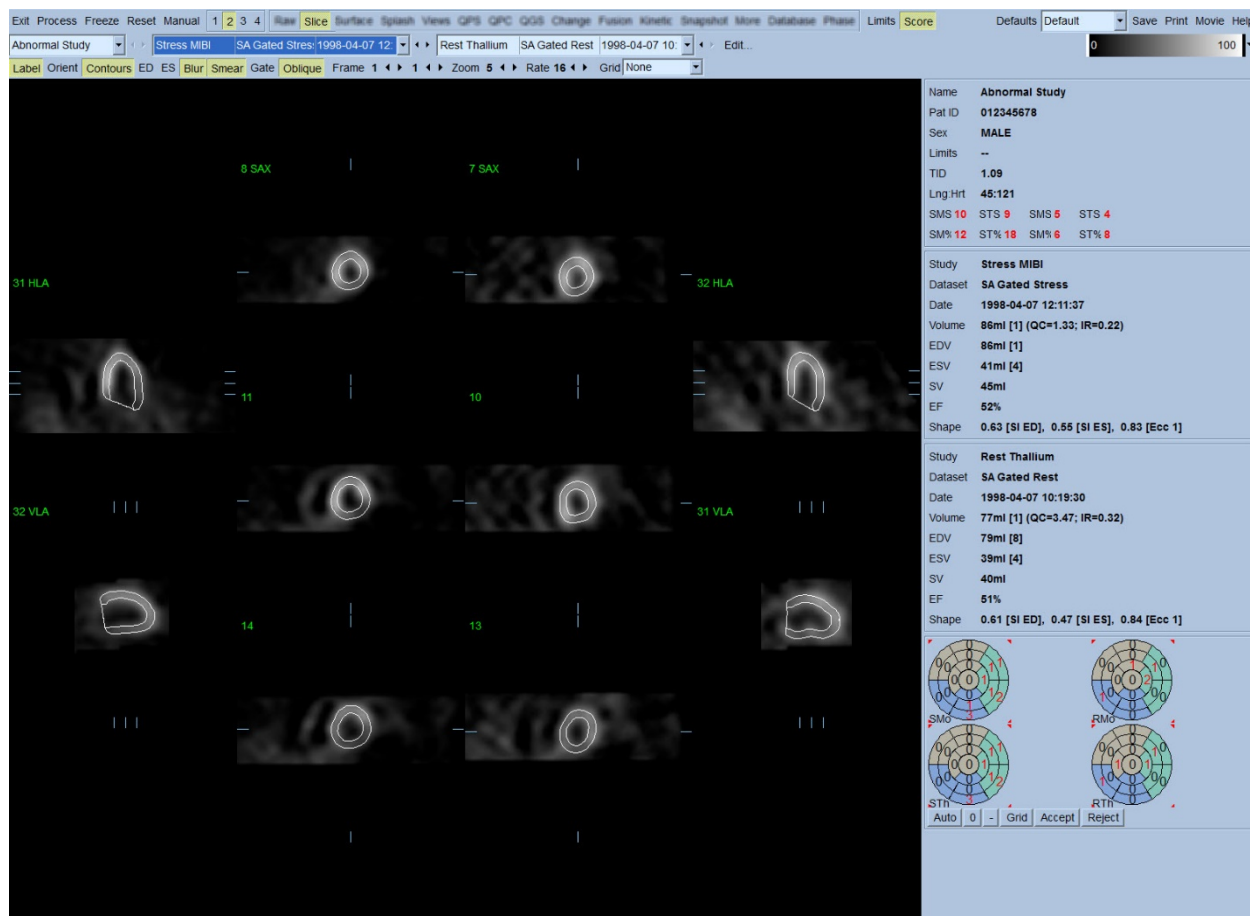 Exit Process Freeze Reset Manual 1 2 3 4 Raw Slice Surface Splash Views QPS QPC QGS Change Fusion Kinetic Snapshot More Database Phase Limits Score Defaults Default Save Print Movie Help
Abnormal Study Stress MIBI SA Gated Stres: 1998-04-07 12: Rest Thallium SA Gated Rest 1998-04-07 10: Edit... 0 100
Label Orient Contours ED ES Blur Smear Gate Oblique Frame 1 1 Zoom 5 Rate 16 Grid None
8 SAX 7 SAX
31 HLA 32 HLA
11 10
32 VLA 31 VLA
14 13
Name Abnormal Study
Pat ID 012345678
Sex MALE
Limits --
TID 1.09
Lng:Hrt 45:121
SMS 10 STS 9 SMS 5 STS 4
SM% 12 ST% 18 SM% 6 ST% 8
Study Stress MIBI
Dataset SA Gated Stress
Date 1998-04-07 12:11:37
Volume 86ml [1] (QC=1.33; IR=0.22)
EDV 86ml [1]
ESV 41ml [4]
SV 45ml
EF 52%
Shape 0.63 [SI ED], 0.55 [SI ES], 0.83 [Ecc 1]
Study Rest Thallium
Dataset SA Gated Rest
Date 1998-04-07 10:19:30
Volume 77ml [1] (QC=3.47; IR=0.32)
EDV 79ml [8]
ESV 39ml [4]
SV 40ml
EF 51%
Shape 0.61 [SI ED], 0.47 [SI ES], 0.84 [Ecc 1]
SMo RMo
STh RTh
Auto 0 - Grid Accept Reject